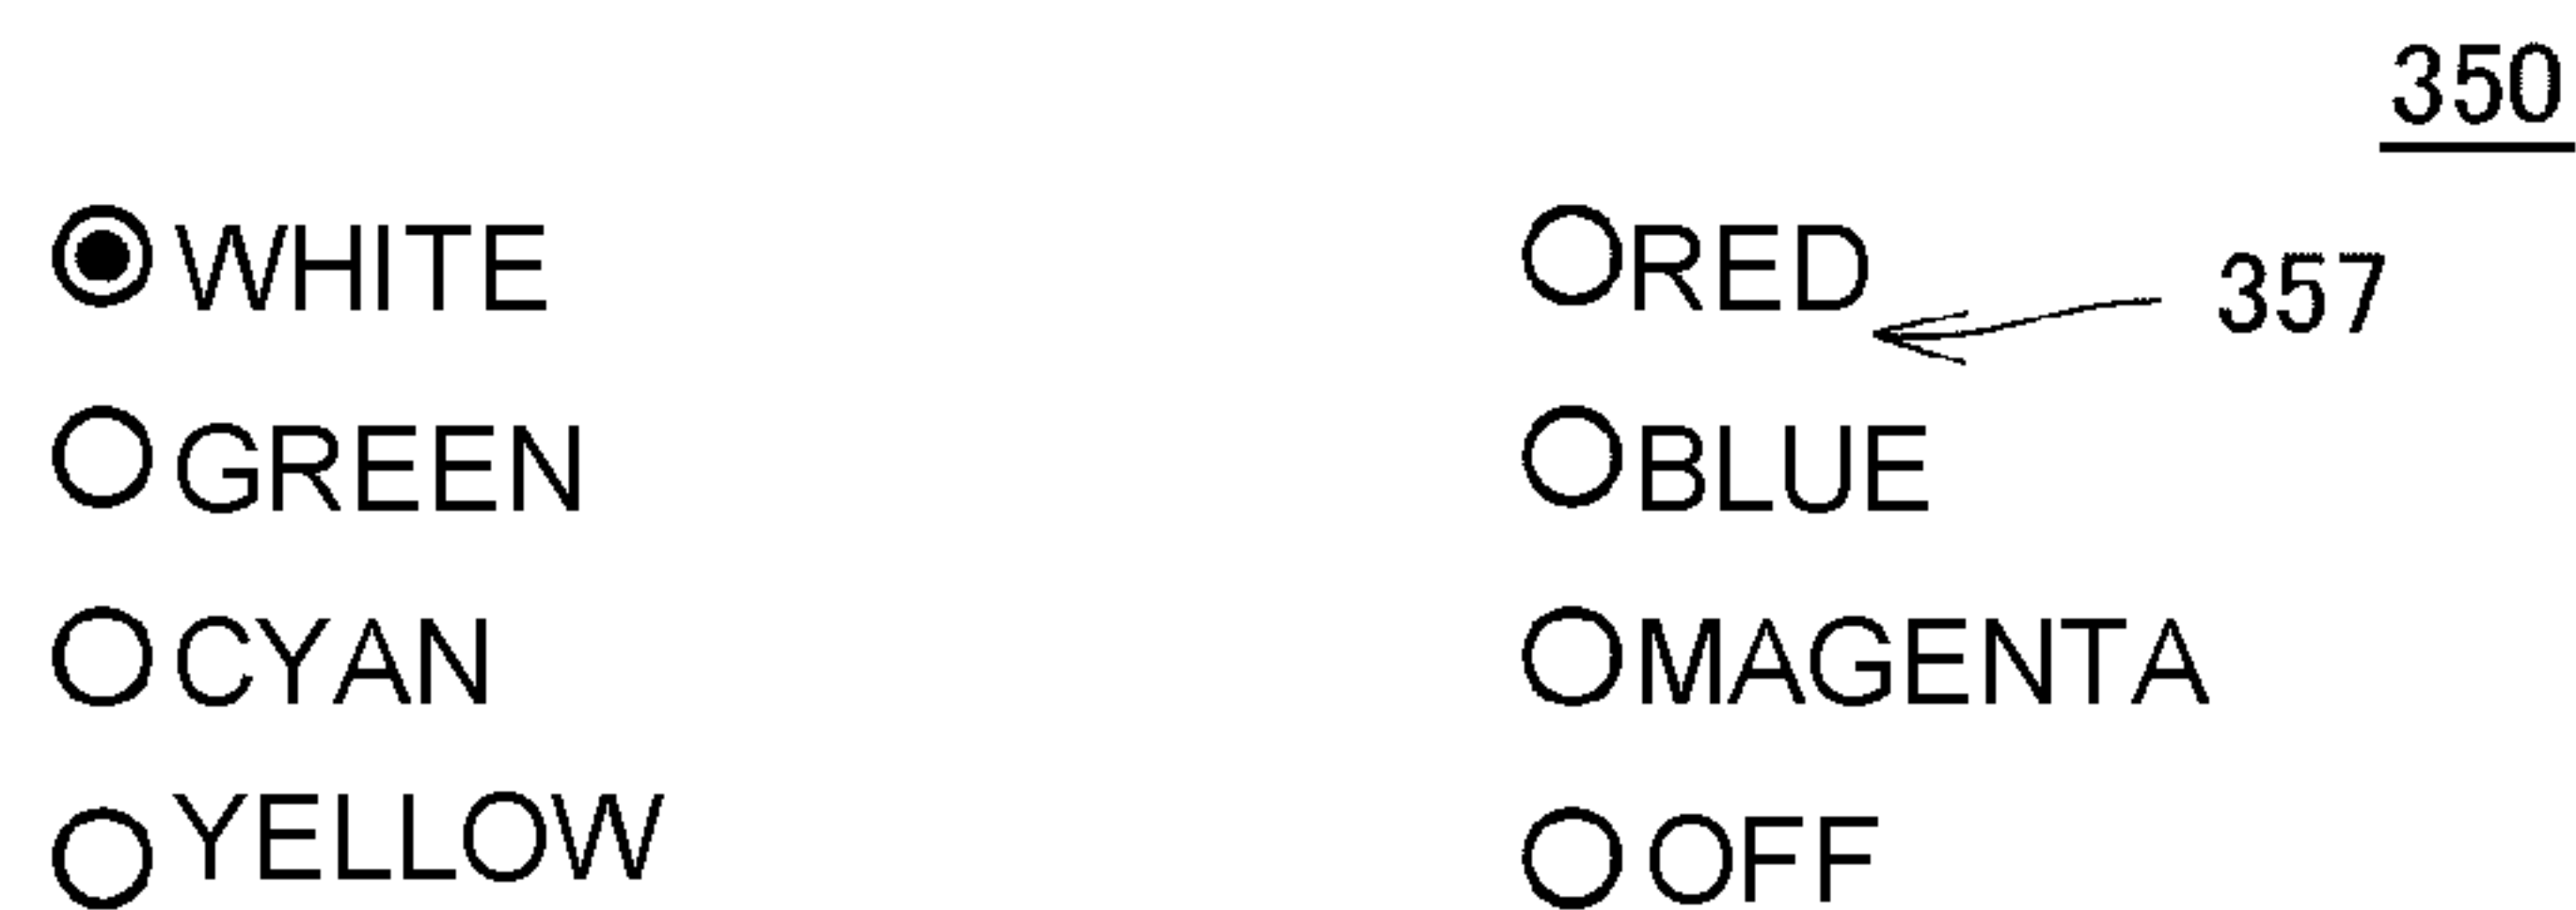 350
WHITE
RED
357
GREEN
BLUE
CYAN
MAGENTA
YELLOW
OFF